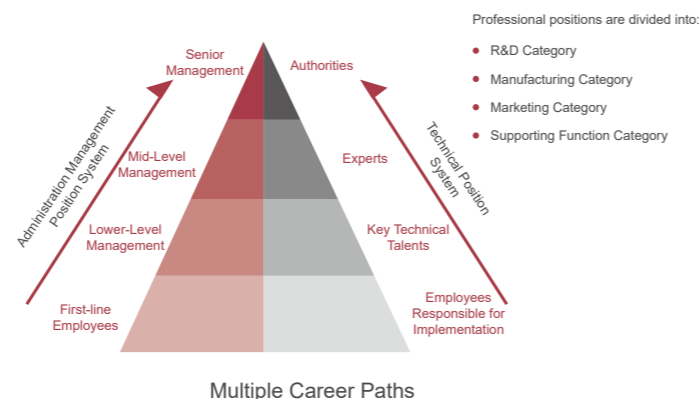 Professional positions are divided into:
R&D Category
Manufacturing Category
Marketing Category
Supporting Function Category
Senior
Management
Authorities
Administration Management
Position System
Technical Position
System
Mid-Level
Management
Experts
Lower-Level
Management
Key Technical
Talents
First-line
Employees
Employees
Responsible for
Implementation
Multiple Career Paths